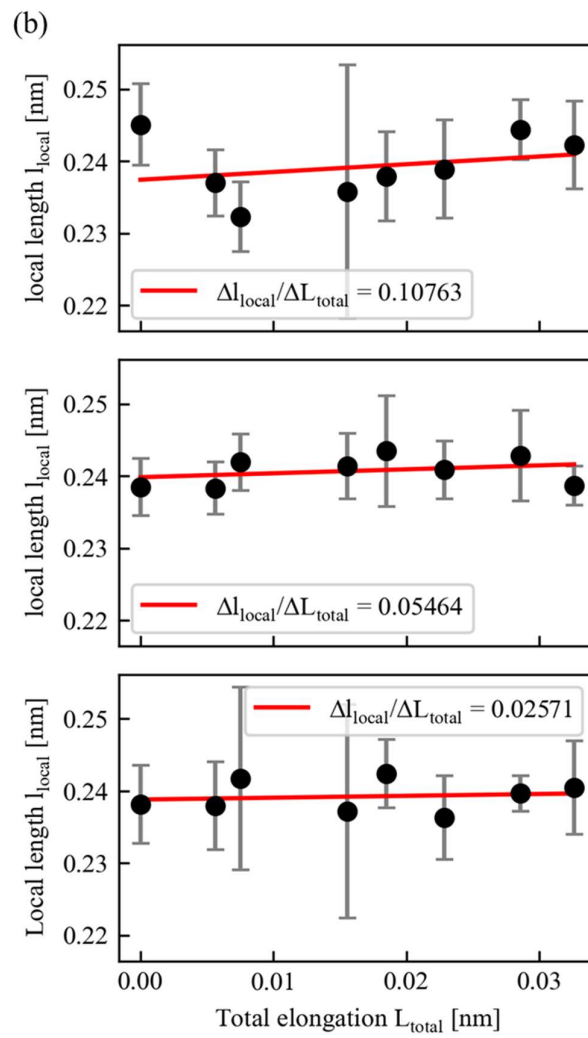 (b)
local length l_local [nm]
0.25
0.24
0.23
0.22
Δl_local/ΔL_total = 0.10763
local length l_local [nm]
0.25
0.24
0.23
0.22
Δl_local/ΔL_total = 0.05464
Local length l_local [nm]
0.25
0.24
0.23
0.22
Δl_local/ΔL_total = 0.02571
0.00 0.01 0.02 0.03
Total elongation L_total [nm]